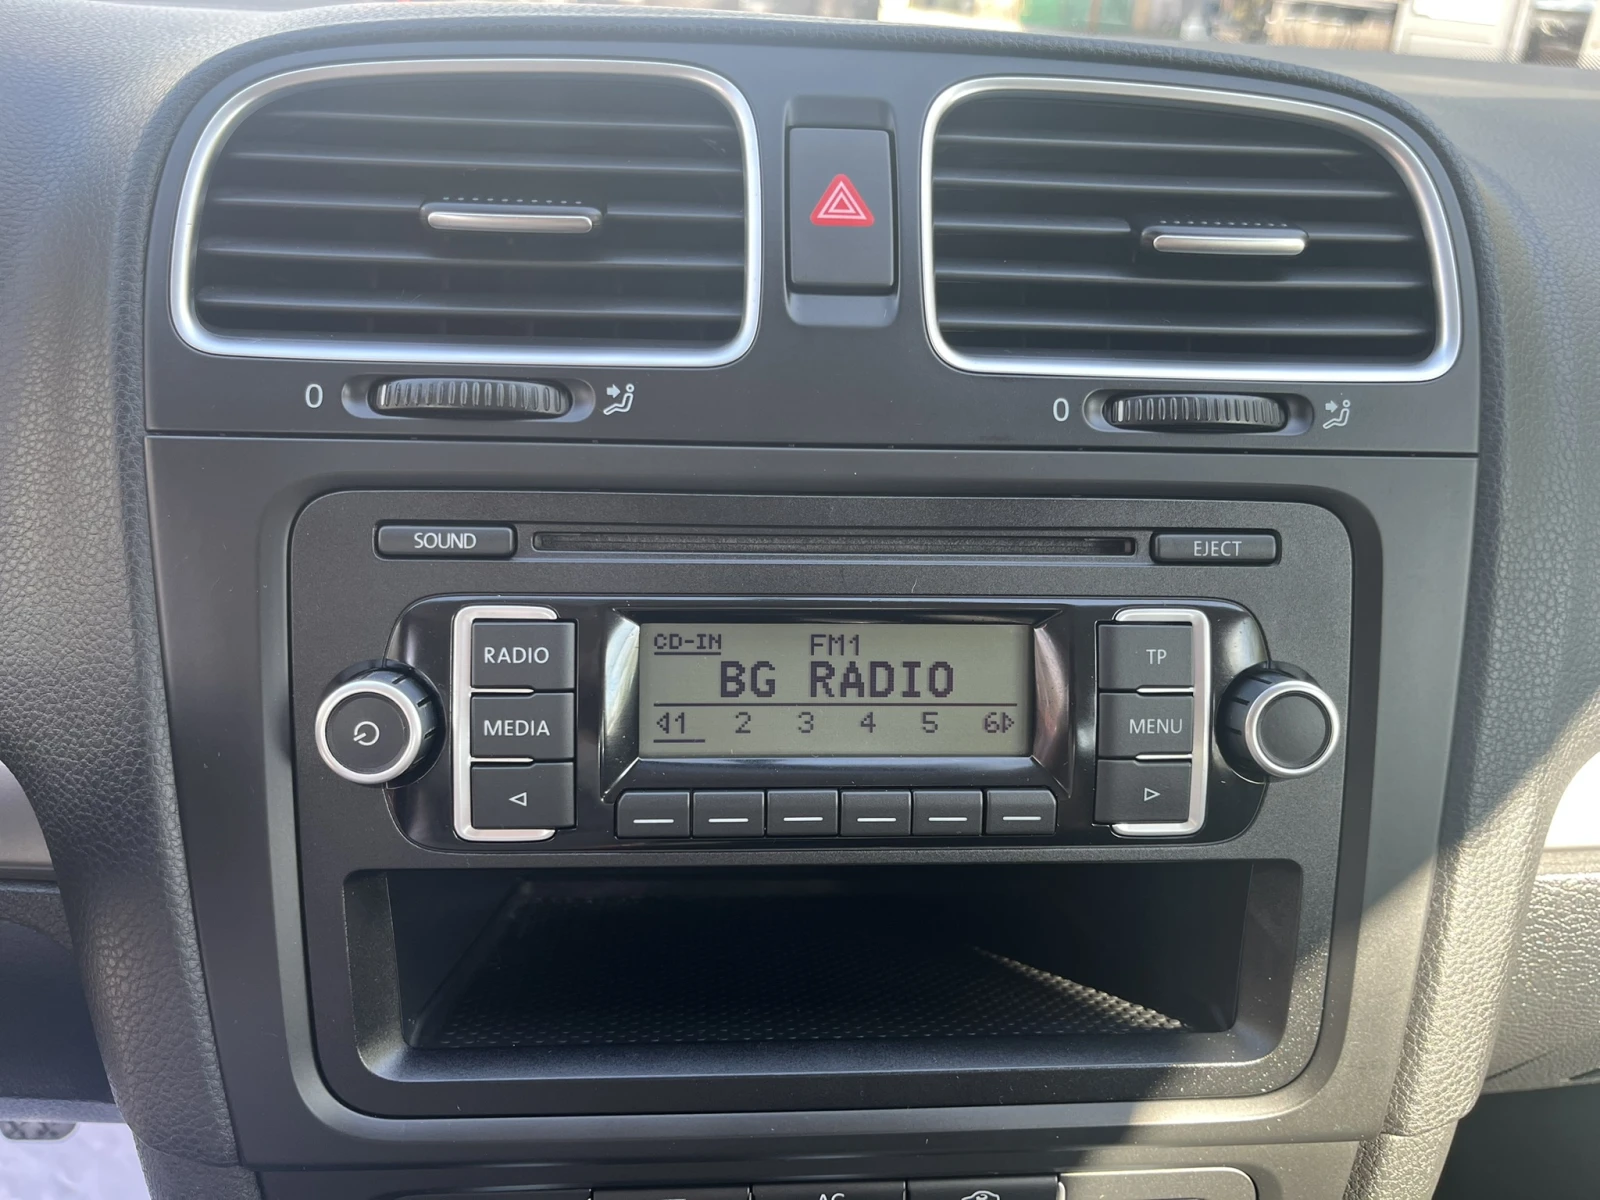 0
0
SOUND
EJECT
RADIO
CD-IN FM1
TP
BG RADIO
MEDIA
1 2 3 4 5 6
MENU
AC